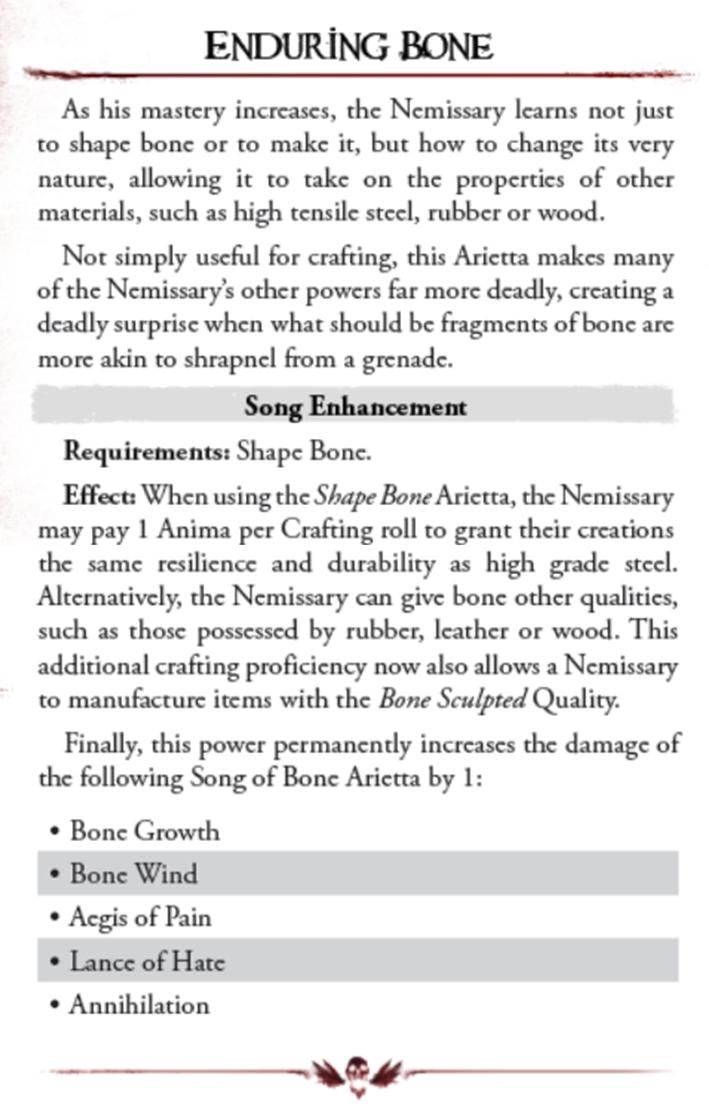 ENDURING BONE
As his mastery increases, the Nemissary learns not just
to shape bone or to make it, but how to change its very
nature, allowing it to take on the properties of other
materials, such as high tensile steel, rubber or wood.
Not simply useful for crafting, this Arietta makes many
of the Nemissary's other powers far more deadly, creating a
deadly surprise when what should be fragments of bone are
more akin to shrapnel from a grenade.
Song Enhancement
Requirements: Shape Bone.
Effect: When using the Shape Bone Arietta, the Nemissary
may pay 1 Anima per Crafting roll to grant their creations
the same resilience and durability as high grade steel.
Alternatively, the Nemissary can give bone other qualities,
such as those possessed by rubber, leather or wood. This
additional crafting proficiency now also allows a Nemissary
to manufacture items with the Bone Sculpted Quality.
Finally, this power permanently increases the damage of
the following Song of Bone Arietta by 1:
• Bone Growth
• Bone Wind
• Aegis of Pain
• Lance of Hate
• Annihilation